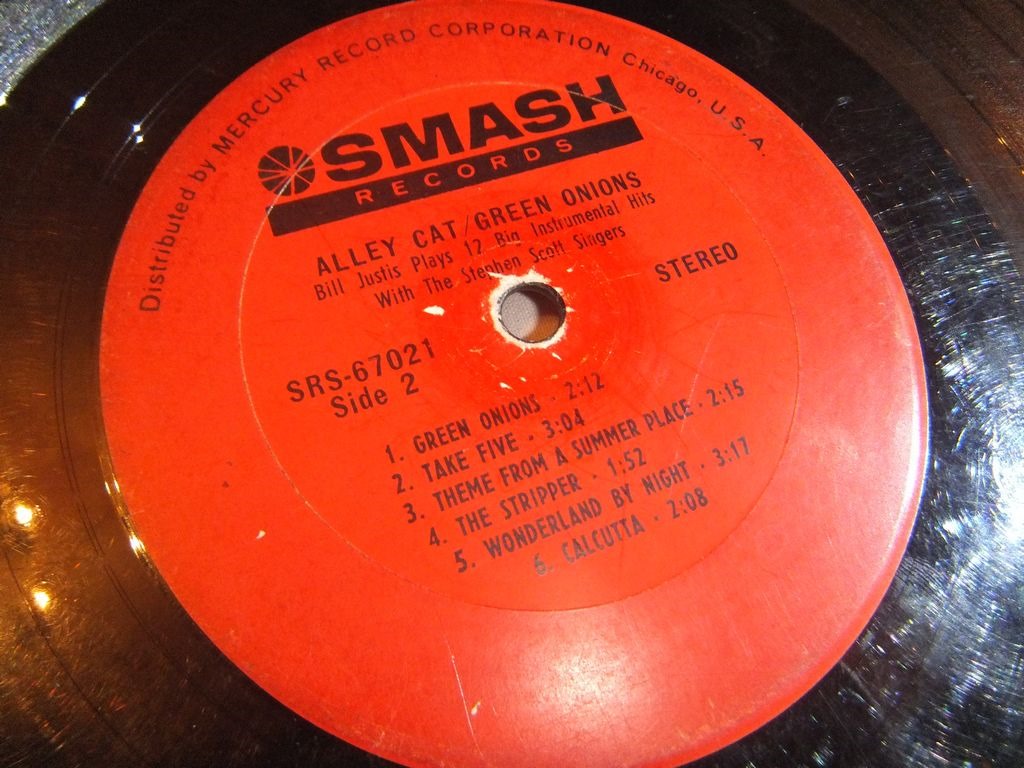 Distributed by MERCURY RECORD CORPORATION Chicago, U.S.A.
SMASH
RECORDS
ALLEY CAT/GREEN ONIONS
Bill Justis Plays 12 Big Instrumental Hits
With The Stephen Scott Singers
STEREO
SRS-67021
Side 2
1. GREEN ONIONS · 2:12
2. TAKE FIVE · 3:04
3. THEME FROM A SUMMER PLACE · 2:15
4. THE STRIPPER · 1:52
5. WONDERLAND BY NIGHT · 3:17
6. CALCUTTA · 2:08